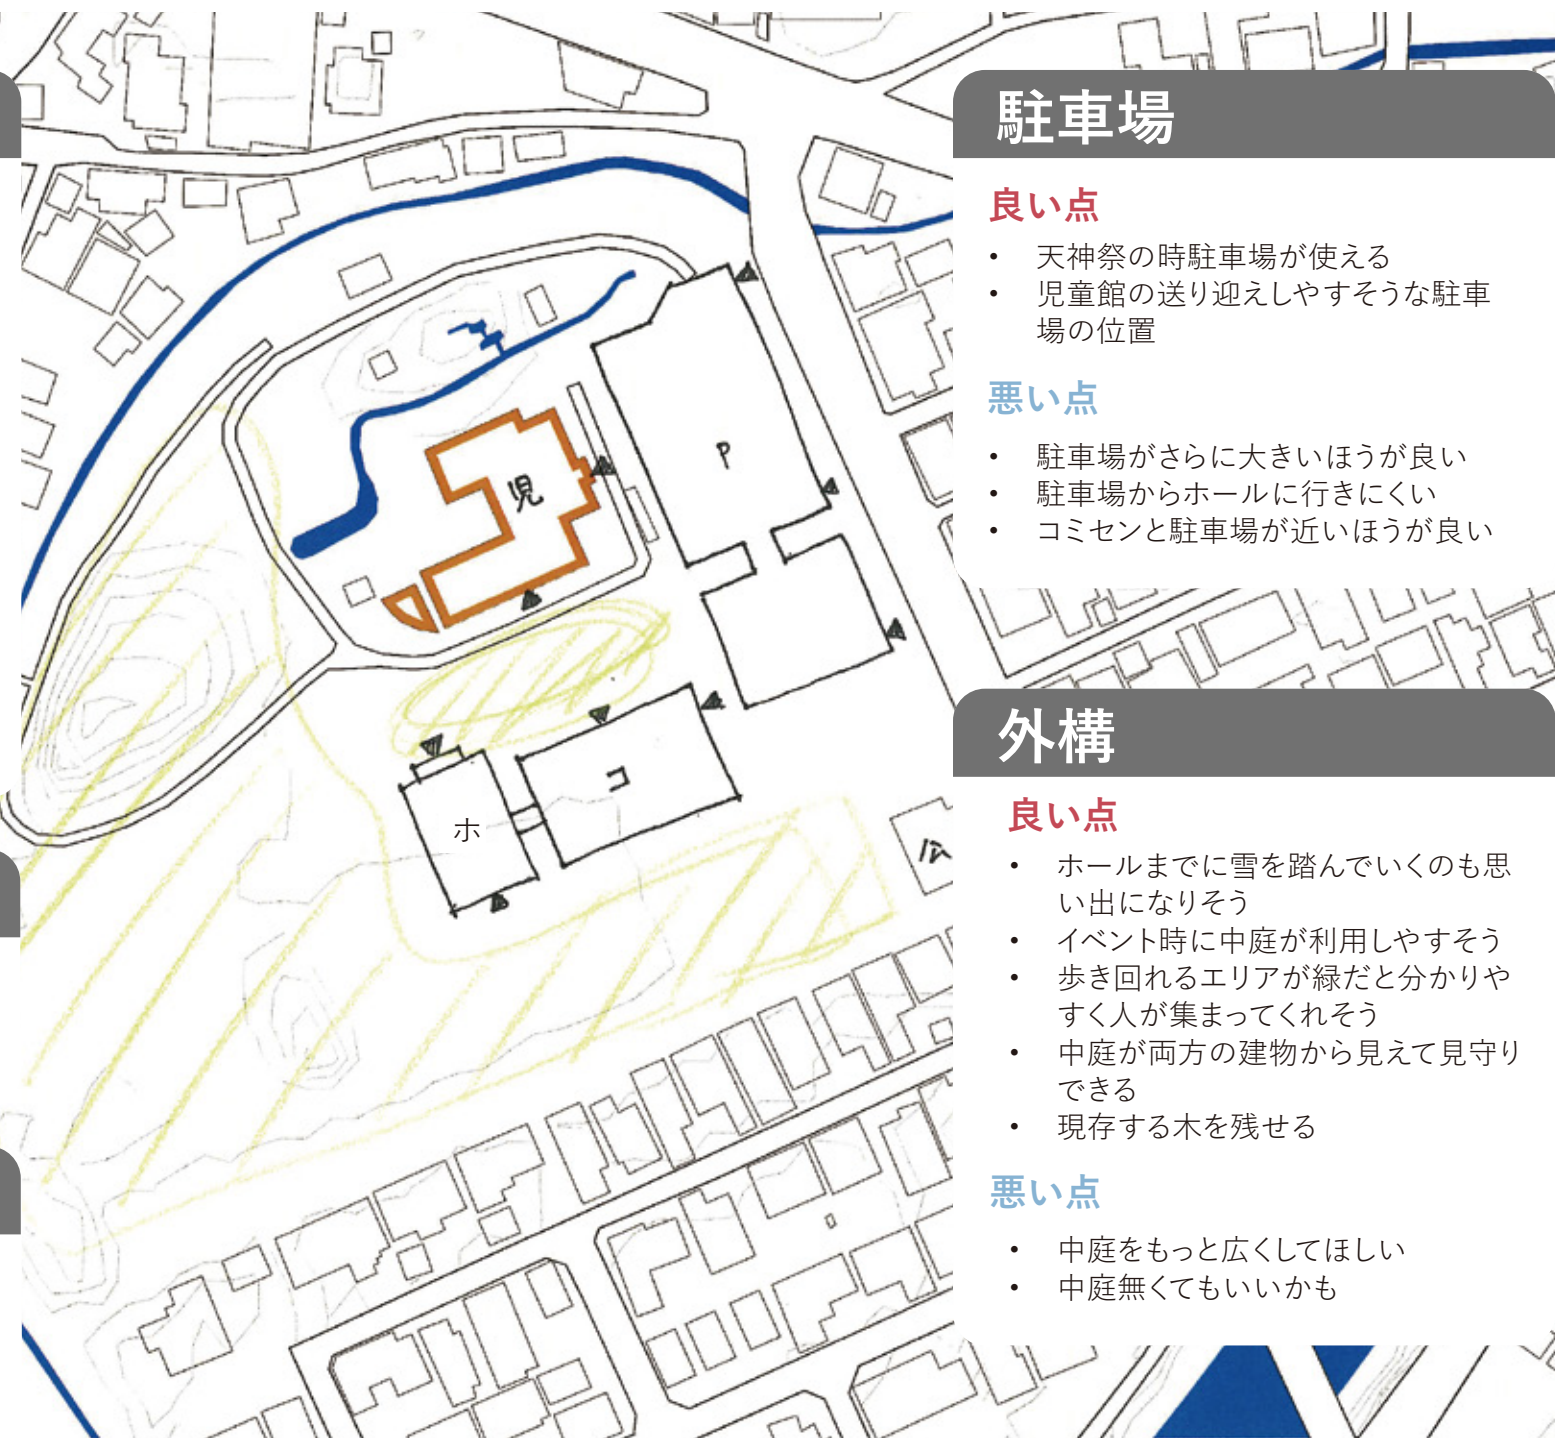 駐車場
良い点
• 天神祭の時駐車場が使える
• 児童館の送り迎えしやすそうな駐車
場の位置
悪い点
• 駐車場がさらに大きいほうが良い
• 駐車場からホールに行きにくい
• コミセンと駐車場が近いほうが良い
外構
良い点
• ホールまでに雪を踏んでいくのも思
い出になりそう
• イベント時に中庭が利用しやすそう
• 歩き回れるエリアが緑だと分かりや
すく人が集まってくれそう
• 中庭が両方の建物から見えて見守り
できる
• 現存する木を残せる
悪い点
• 中庭をもっと広くしてほしい
• 中庭無くてもいいかも
P
児
コ
ホ
公